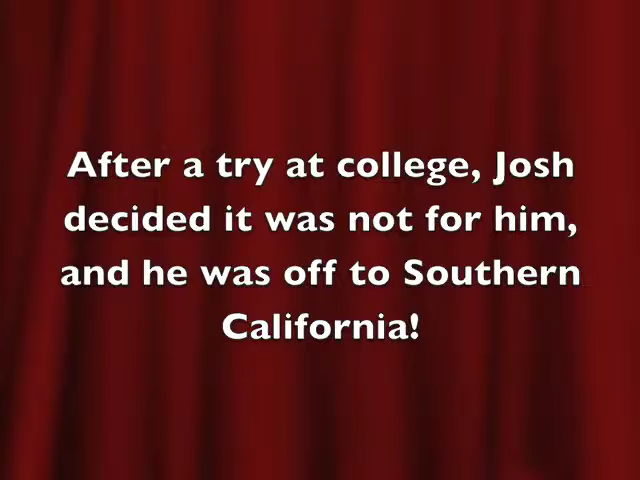 After a try at college, Josh
decided it was not for him,
and he was off to Southern
California!